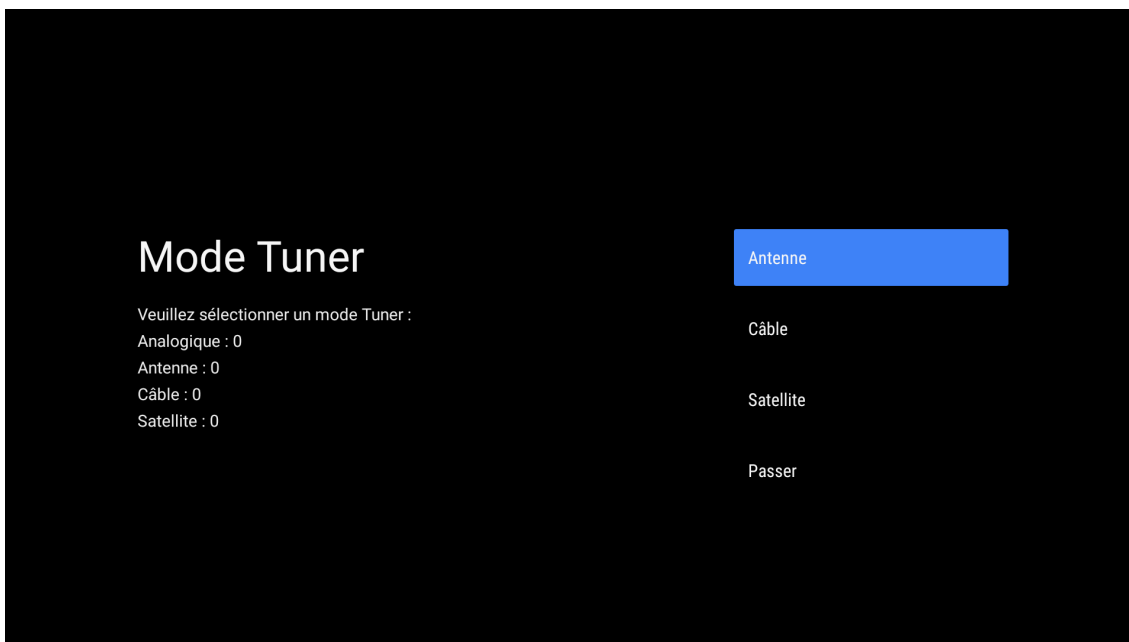 Mode Tuner
Veuillez sélectionner un mode Tuner :
Analogique : 0
Antenne : 0
Câble : 0
Satellite : 0
Antenne
Câble
Satellite
Passer